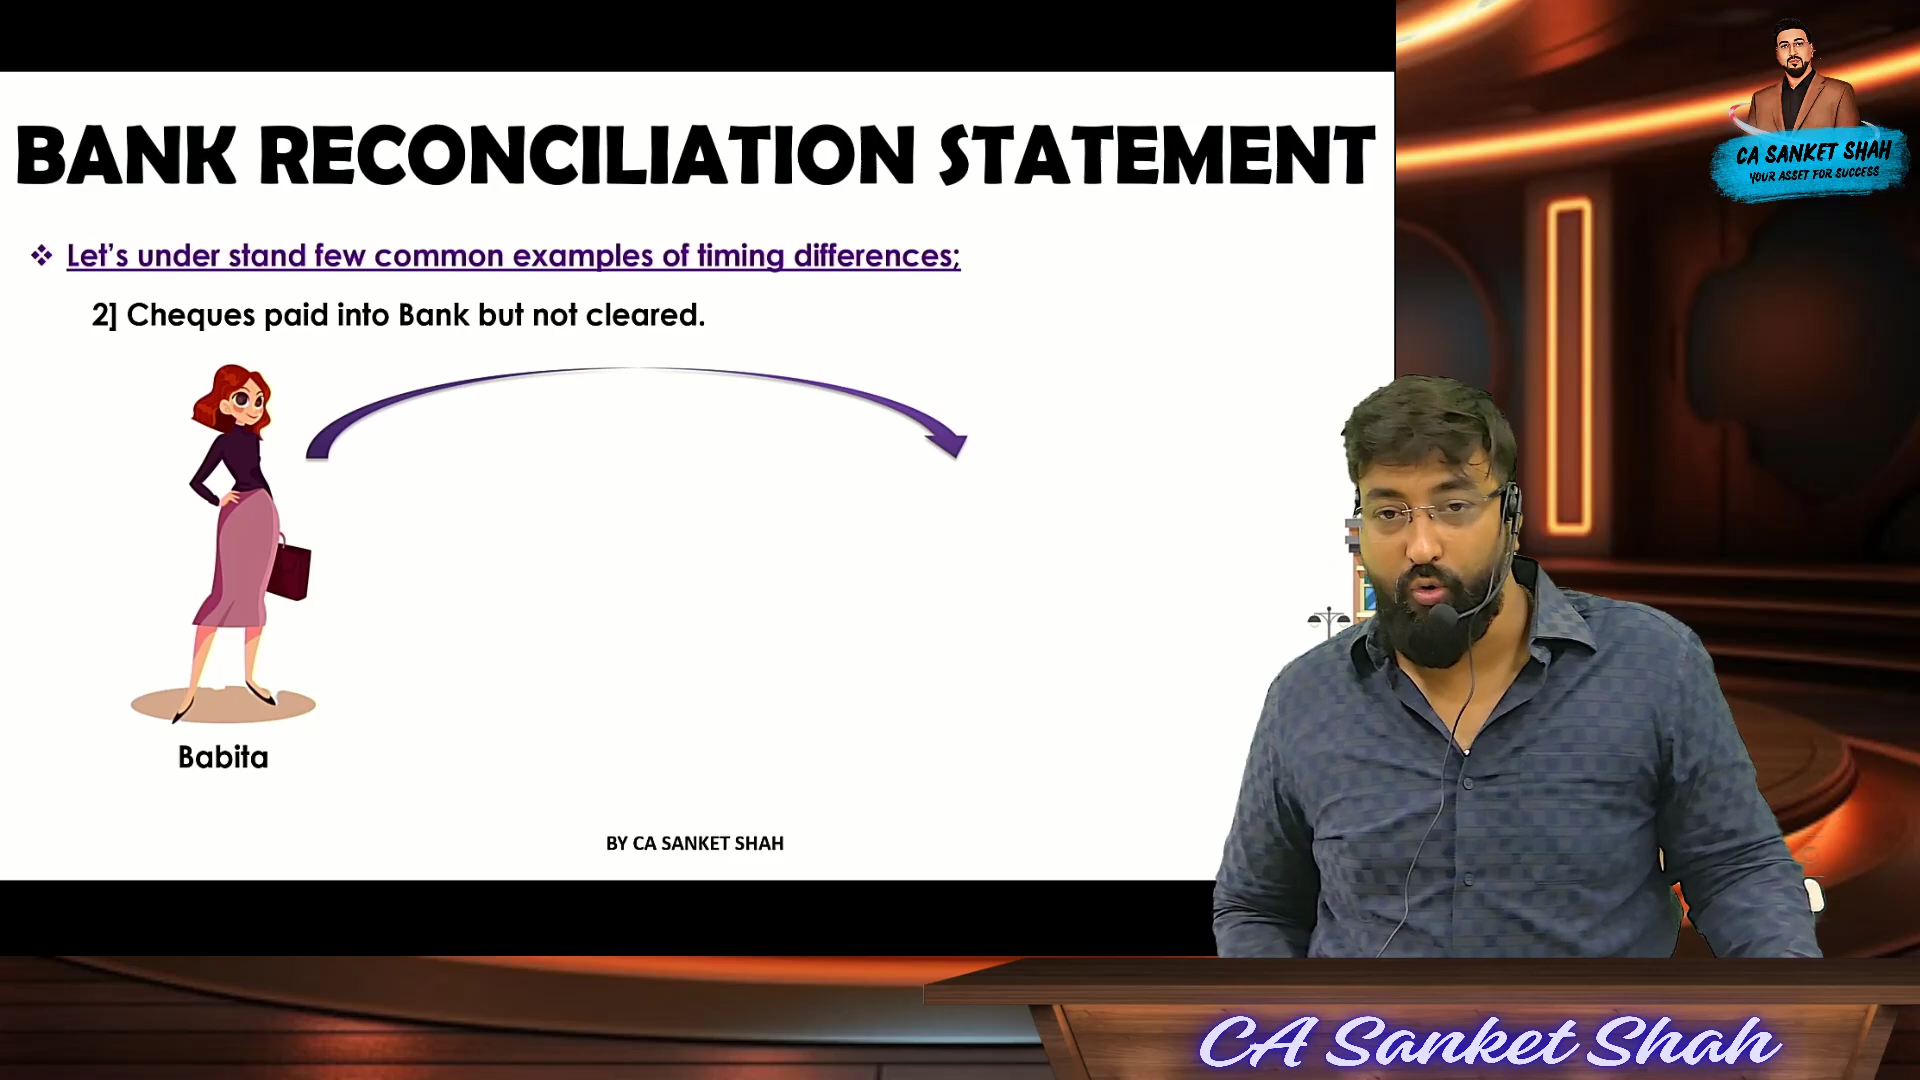 BANK RECONCILIATION STATEMENT
❖ Let's under stand few common examples of timing differences;
2] Cheques paid into Bank but not cleared.
Babita
BY CA SANKET SHAH
CA SANKET SHAH
YOUR ASSET FOR SUCCESS
CA Sanket Shah